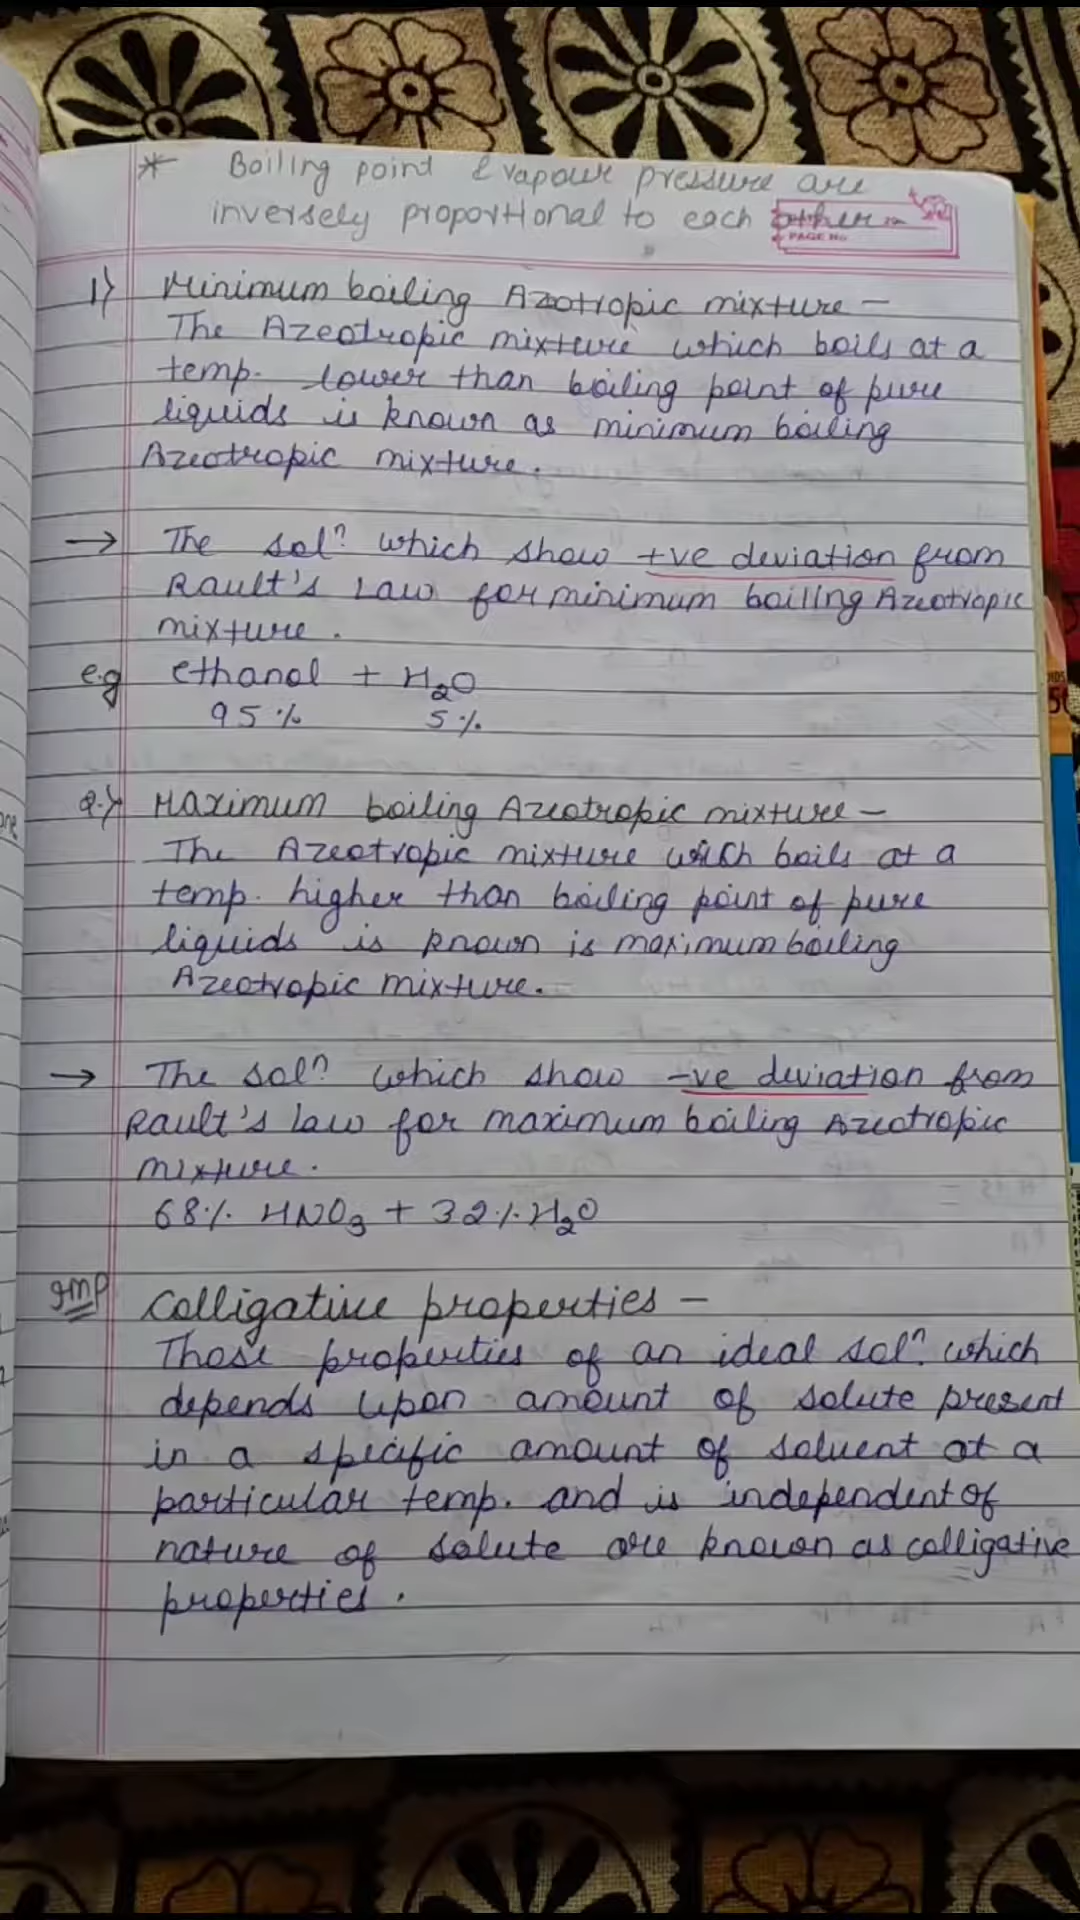 * Boiling point & vapour pressure are
inversely proportional to each other
PAGE No.
1) Minimum boiling Azotropic mixture –
The Azeotropic mixture which boils at a
temp. lower than boiling point of pure
liquids is known as minimum boiling
Azeotropic mixture.
→ The solⁿ which show +ve deviation from
Rault's Law for minimum boiling Azeotropic
mixture.
e.g ethanol + H₂O
95% 5%
2.) Maximum boiling Azeotropic mixture –
The Azeotropic mixture which boils at a
temp. higher than boiling point of pure
liquids is known is maximum boiling
Azeotropic mixture.
→ The solⁿ which show -ve deviation from
Rault's law for maximum boiling Azeotropic
mixture.
68% HNO₃ + 32% H₂O
Imp Colligative properties –
Those properties of an ideal solⁿ which
depends upon amount of solute present
in a specific amount of solvent at a
particular temp. and is independent of
nature of solute are known as colligative
properties.